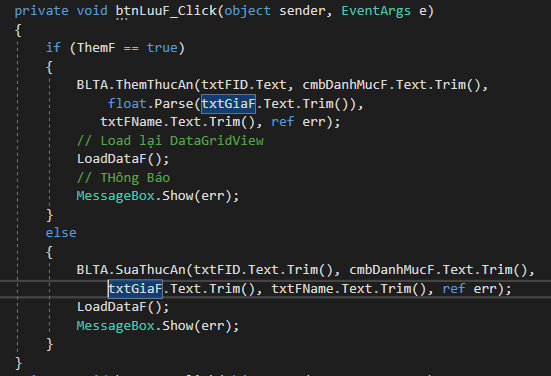 private void btnLuuF_Click(object sender, EventArgs e)
{
if (ThemF == true)
{
BLTA.ThemThucAn(txtFID.Text, cmbDanhMucF.Text.Trim(),
float.Parse(txtGiaF.Text.Trim()),
txtFName.Text.Trim(), ref err);
// Load lại DataGridView
LoadDataF();
// THông Báo
MessageBox.Show(err);
}
else
{
BLTA.SuaThucAn(txtFID.Text.Trim(), cmbDanhMucF.Text.Trim(),
txtGiaF.Text.Trim(), txtFName.Text.Trim(), ref err);
LoadDataF();
MessageBox.Show(err);
}
}